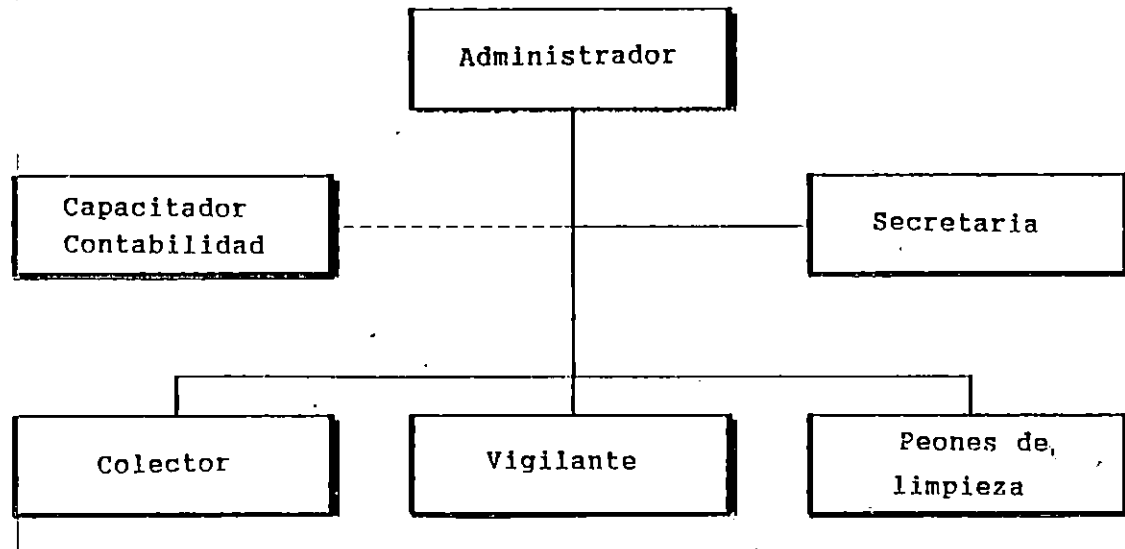 Administrador
Capacitador
Contabilidad
Secretaria
Colector
Vigilante
Peones de
limpieza